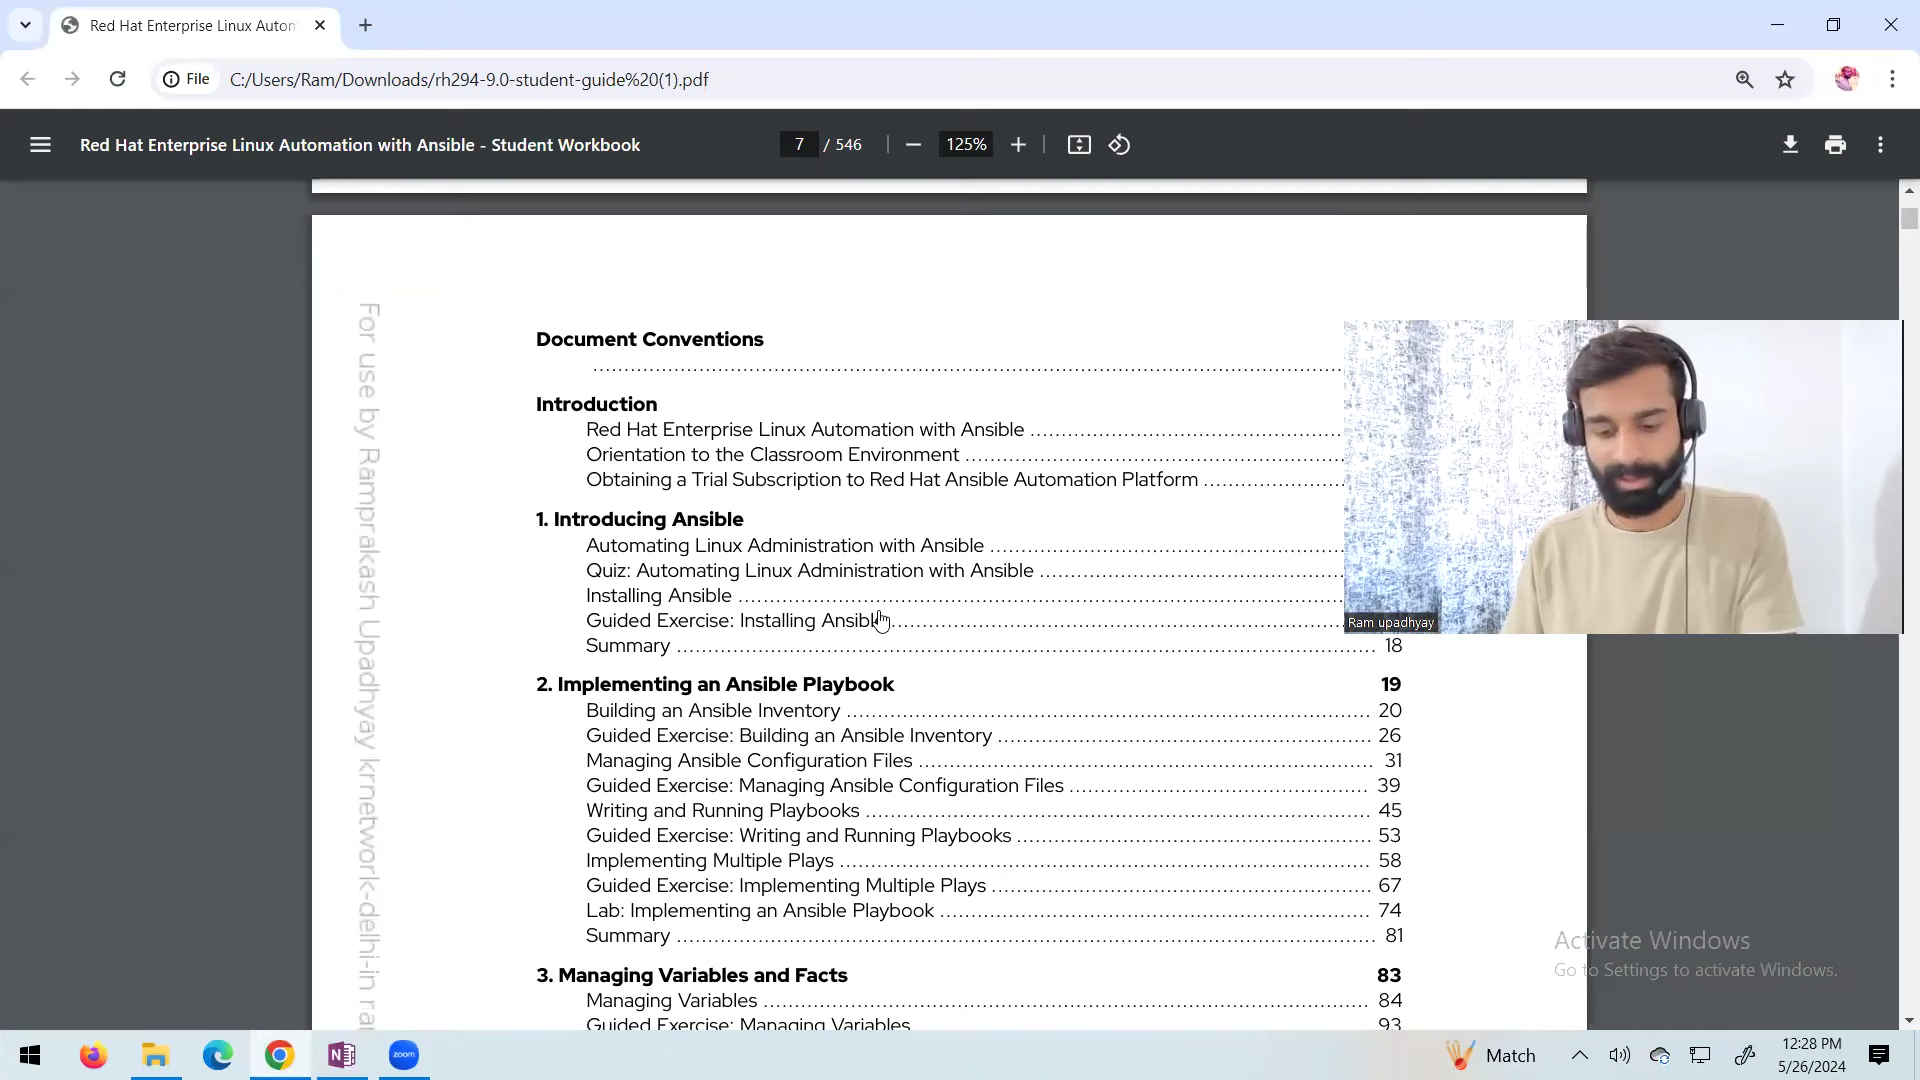 Red Hat Enterprise Linux Autom
File
C:/Users/Ram/Downloads/rh294-9.0-student-guide%20(1).pdf
Red Hat Enterprise Linux Automation with Ansible - Student Workbook
7 / 546
125%
For use by Ramprakash Upadhyay krnetwork-delhi-in ra
Document Conventions
Introduction
Red Hat Enterprise Linux Automation with Ansible
Orientation to the Classroom Environment
Obtaining a Trial Subscription to Red Hat Ansible Automation Platform
1. Introducing Ansible
Automating Linux Administration with Ansible
Quiz: Automating Linux Administration with Ansible
Installing Ansible
Guided Exercise: Installing Ansible
Summary 18
2. Implementing an Ansible Playbook 19
Building an Ansible Inventory 20
Guided Exercise: Building an Ansible Inventory 26
Managing Ansible Configuration Files 31
Guided Exercise: Managing Ansible Configuration Files 39
Writing and Running Playbooks 45
Guided Exercise: Writing and Running Playbooks 53
Implementing Multiple Plays 58
Guided Exercise: Implementing Multiple Plays 67
Lab: Implementing an Ansible Playbook 74
Summary 81
3. Managing Variables and Facts 83
Managing Variables 84
Guided Exercise: Managing Variables 93
Ram upadhyay
Activate Windows
Go to Settings to activate Windows.
zoom
Match
12:28 PM
5/26/2024